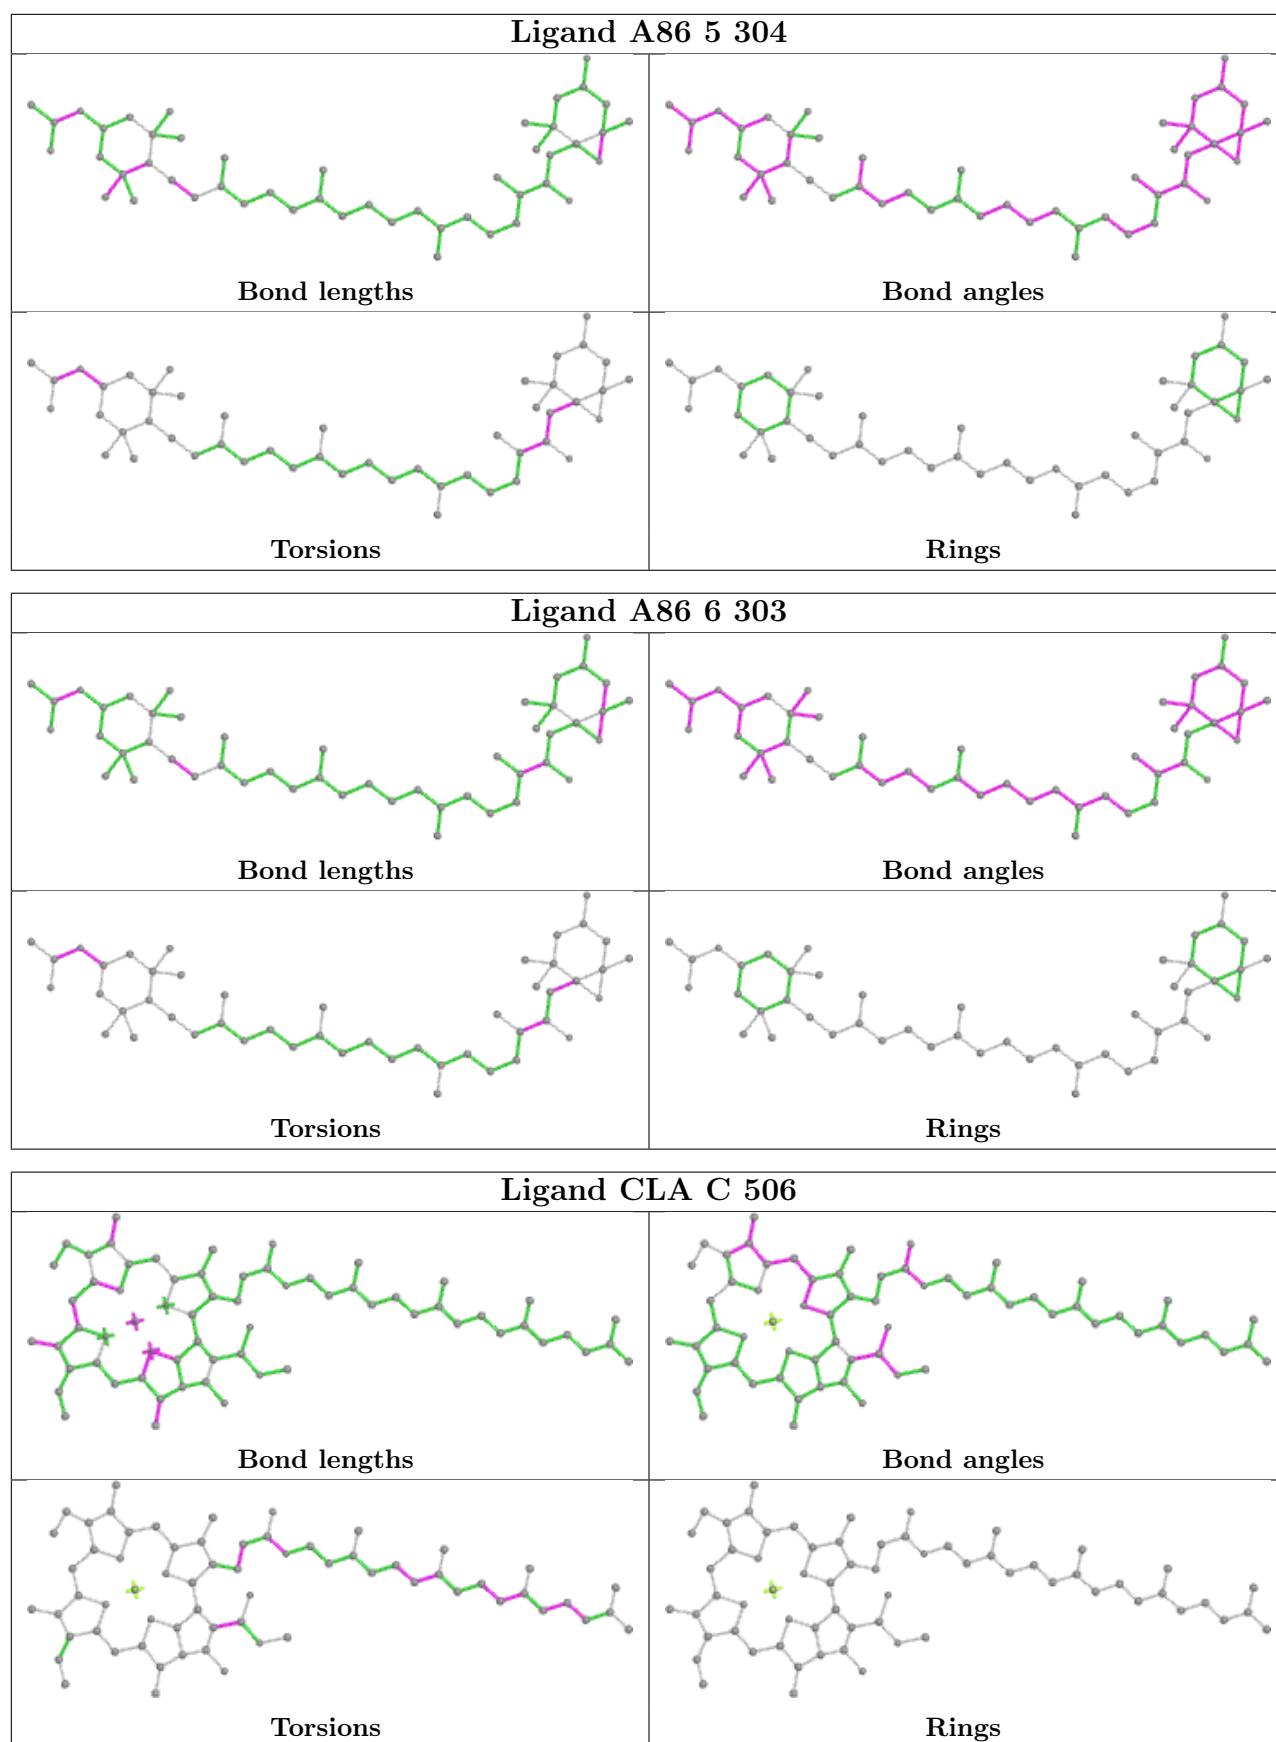 Ligand A86 5 304
Bond lengths
Bond angles
Torsions
Rings
Ligand A86 6 303
Bond lengths
Bond angles
Torsions
Rings
Ligand CLA C 506
Bond lengths
Bond angles
Torsions
Rings